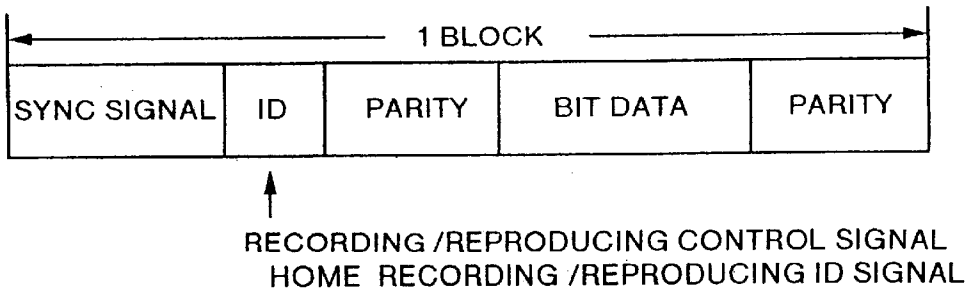 1 BLOCK
SYNC SIGNAL ID PARITY BIT DATA PARITY
RECORDING /REPRODUCING CONTROL SIGNAL
HOME RECORDING /REPRODUCING ID SIGNAL